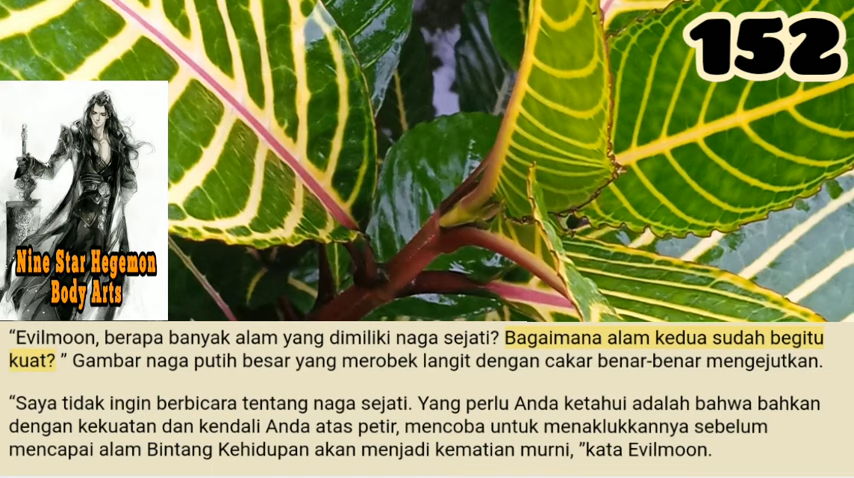 152
Nine Star Hegemon
Body Arts
“Evilmoon, berapa banyak alam yang dimiliki naga sejati? Bagaimana alam kedua sudah begitu
kuat? ” Gambar naga putih besar yang merobek langit dengan cakar benar-benar mengejutkan.
“Saya tidak ingin berbicara tentang naga sejati. Yang perlu Anda ketahui adalah bahwa bahkan
dengan kekuatan dan kendali Anda atas petir, mencoba untuk menaklukkannya sebelum
mencapai alam Bintang Kehidupan akan menjadi kematian murni, ”kata Evilmoon.